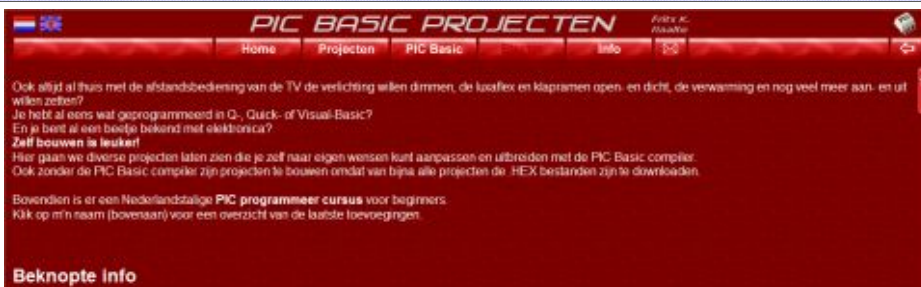 PIC BASIC PROJECTEN
Frits K.
Home Projecten PIC Basic Info
Ook altijd al thuis met de afstandsbediening van de TV de verlichting willen dimmen, de luxaflex en klapramen open- en dicht, de verwarming en nog veel meer aan- en uit
willen zetten?
Je hebt al eens wat geprogrammeerd in Q-, Quick- of Visual-Basic?
En je bent al een beetje bekend met elektronica?
Zelf bouwen is leuker!
Hier gaan we diverse projecten laten zien die je zelf naar eigen wensen kunt aanpassen en uitbreiden met de PIC Basic compiler.
Ook zonder de PIC Basic compiler zijn projecten te bouwen omdat van bijna alle projecten de .HEX bestanden zijn te downloaden.
Bovendien is er een Nederlandstalige PIC programmeer cursus voor beginners.
Klik op m'n naam (bovenaan) voor een overzicht van de laatste toevoegingen.
Beknopte info